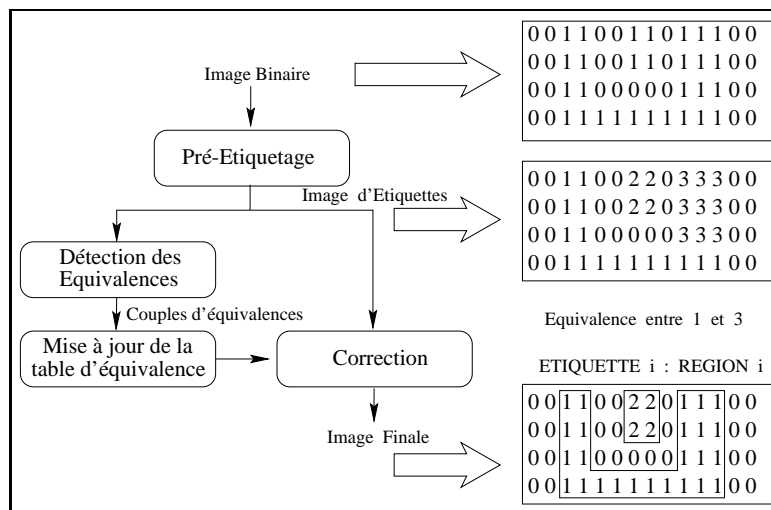 Image Binaire
0 0 1 1 0 0 1 1 0 1 1 1 0 0
0 0 1 1 0 0 1 1 0 1 1 1 0 0
0 0 1 1 0 0 0 0 0 1 1 1 0 0
0 0 1 1 1 1 1 1 1 1 1 1 0 0
Pré-Etiquetage
Image d'Etiquettes
0 0 1 1 0 0 2 2 0 3 3 3 0 0
0 0 1 1 0 0 2 2 0 3 3 3 0 0
0 0 1 1 0 0 0 0 0 3 3 3 0 0
0 0 1 1 1 1 1 1 1 1 1 1 0 0
Détection des
Equivalences
Couples d'équivalences
Mise à jour de la
table d'équivalence
Correction
Equivalence entre 1 et 3
ETIQUETTE i : REGION i
Image Finale
0 0 1 1 0 0 2 2 0 1 1 1 0 0
0 0 1 1 0 0 2 2 0 1 1 1 0 0
0 0 1 1 0 0 0 0 0 1 1 1 0 0
0 0 1 1 1 1 1 1 1 1 1 1 0 0